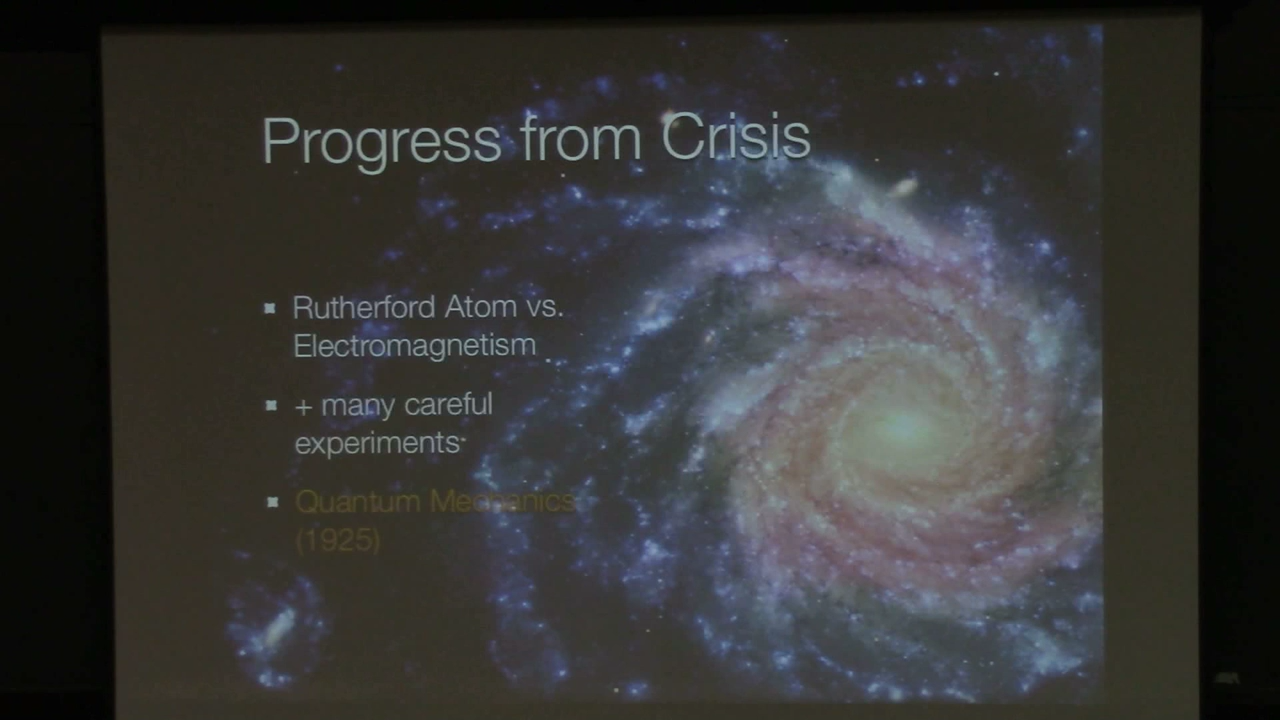 Progress from Crisis
Rutherford Atom vs.
Electromagnetism
+ many careful
experiments
Quantum Mechanics
(1925)